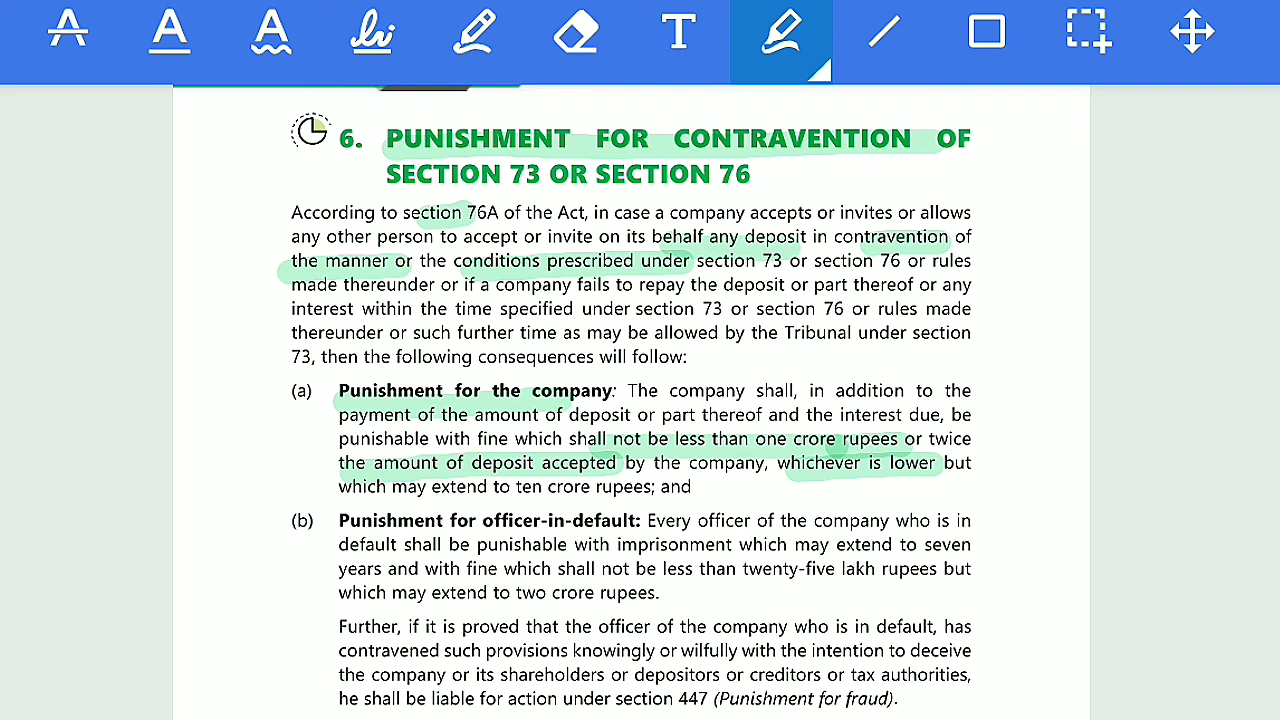 6. PUNISHMENT FOR CONTRAVENTION OF
SECTION 73 OR SECTION 76
According to section 76A of the Act, in case a company accepts or invites or allows
any other person to accept or invite on its behalf any deposit in contravention of
the manner or the conditions prescribed under section 73 or section 76 or rules
made thereunder or if a company fails to repay the deposit or part thereof or any
interest within the time specified under section 73 or section 76 or rules made
thereunder or such further time as may be allowed by the Tribunal under section
73, then the following consequences will follow:
(a) Punishment for the company: The company shall, in addition to the
payment of the amount of deposit or part thereof and the interest due, be
punishable with fine which shall not be less than one crore rupees or twice
the amount of deposit accepted by the company, whichever is lower but
which may extend to ten crore rupees; and
(b) Punishment for officer-in-default: Every officer of the company who is in
default shall be punishable with imprisonment which may extend to seven
years and with fine which shall not be less than twenty-five lakh rupees but
which may extend to two crore rupees.
Further, if it is proved that the officer of the company who is in default, has
contravened such provisions knowingly or wilfully with the intention to deceive
the company or its shareholders or depositors or creditors or tax authorities,
he shall be liable for action under section 447 (Punishment for fraud).